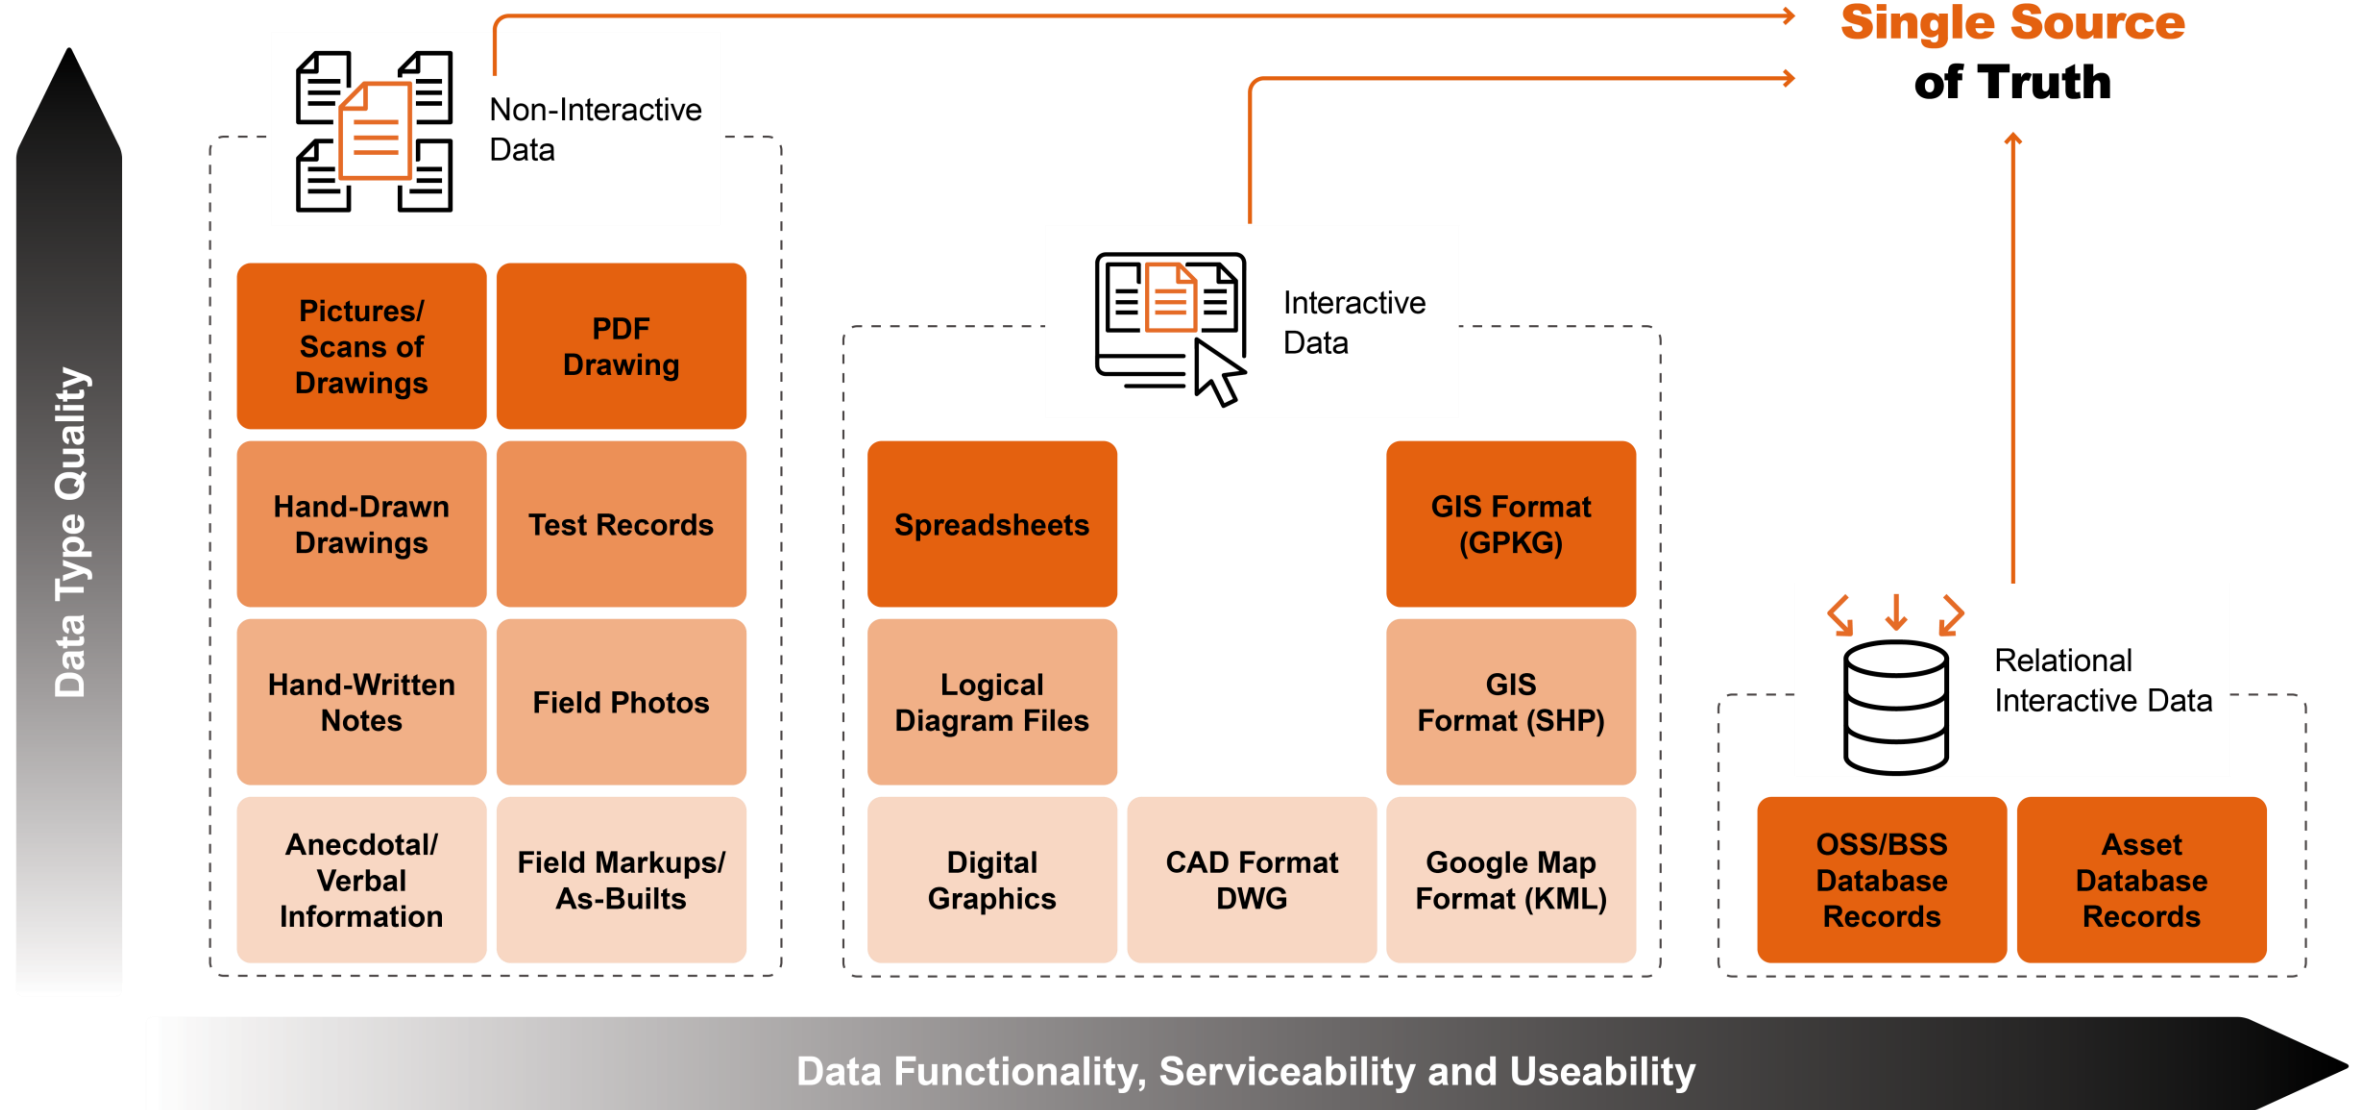 Single Source
of Truth
Non-Interactive
Data
Pictures/
Scans of
Drawings
PDF
Drawing
Hand-Drawn
Drawings
Test Records
Hand-Written
Notes
Field Photos
Anecdotal/
Verbal
Information
Field Markups/
As-Builts
Interactive
Data
Spreadsheets
GIS Format
(GPKG)
Logical
Diagram Files
GIS
Format (SHP)
Digital
Graphics
CAD Format
DWG
Google Map
Format (KML)
Relational
Interactive Data
OSS/BSS
Database
Records
Asset
Database
Records
Data Type Quality
Data Functionality, Serviceability and Useability